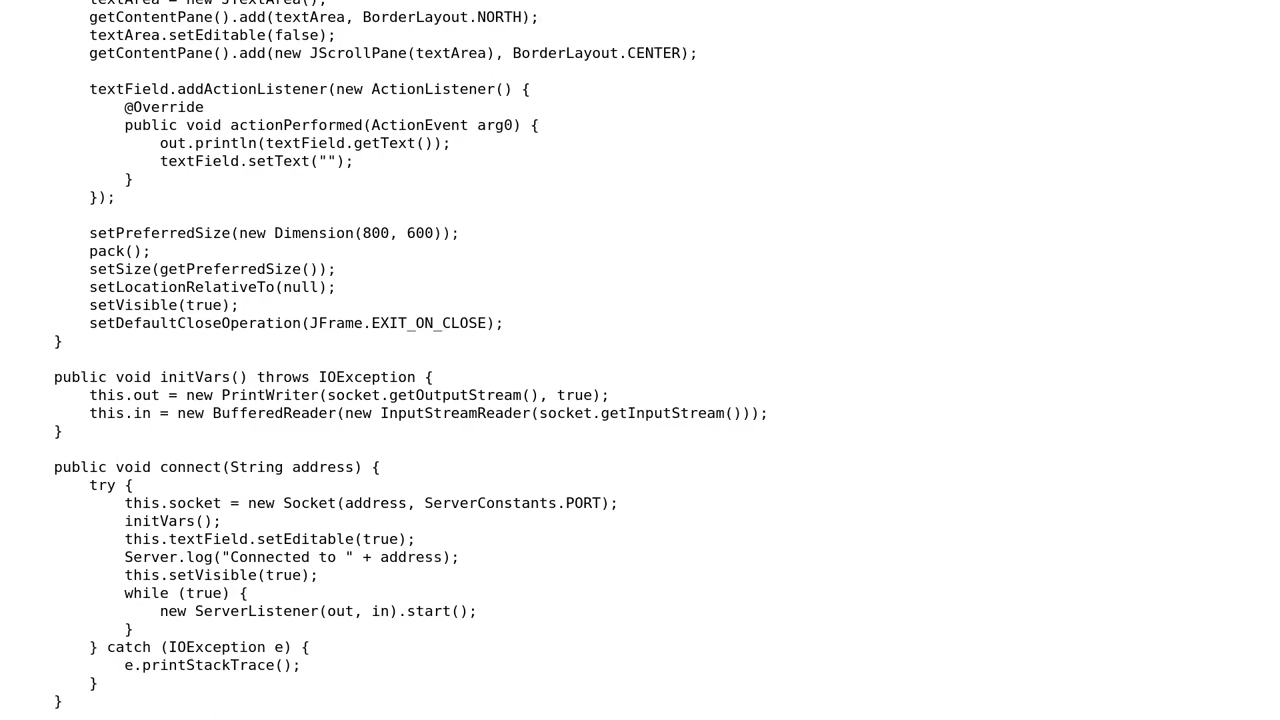 textArea = new JTextArea();
getContentPane().add(textArea, BorderLayout.NORTH);
textArea.setEditable(false);
getContentPane().add(new JScrollPane(textArea), BorderLayout.CENTER);

textField.addActionListener(new ActionListener() {
@Override
public void actionPerformed(ActionEvent arg0) {
out.println(textField.getText());
textField.setText("");
}
});

setPreferredSize(new Dimension(800, 600));
pack();
setSize(getPreferredSize());
setLocationRelativeTo(null);
setVisible(true);
setDefaultCloseOperation(JFrame.EXIT_ON_CLOSE);
}

public void initVars() throws IOException {
this.out = new PrintWriter(socket.getOutputStream(), true);
this.in = new BufferedReader(new InputStreamReader(socket.getInputStream()));
}

public void connect(String address) {
try {
this.socket = new Socket(address, ServerConstants.PORT);
initVars();
this.textField.setEditable(true);
Server.log("Connected to " + address);
this.setVisible(true);
while (true) {
new ServerListener(out, in).start();
}
} catch (IOException e) {
e.printStackTrace();
}
}